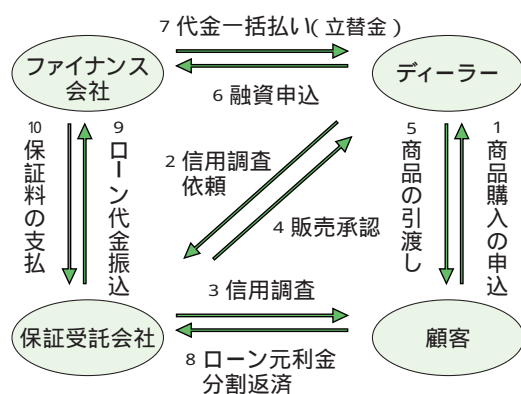 7 代金一括払い( 立替金 )
ファイナンス
会社
ディーラー
6 融資申込
10 保証料の支払
9 ローン代金振込
2 信用調査
依頼
4 販売承認
5 商品の引渡し
1 商品購入の申込
3 信用調査
保証受託会社
顧客
8 ローン元利金
分割返済